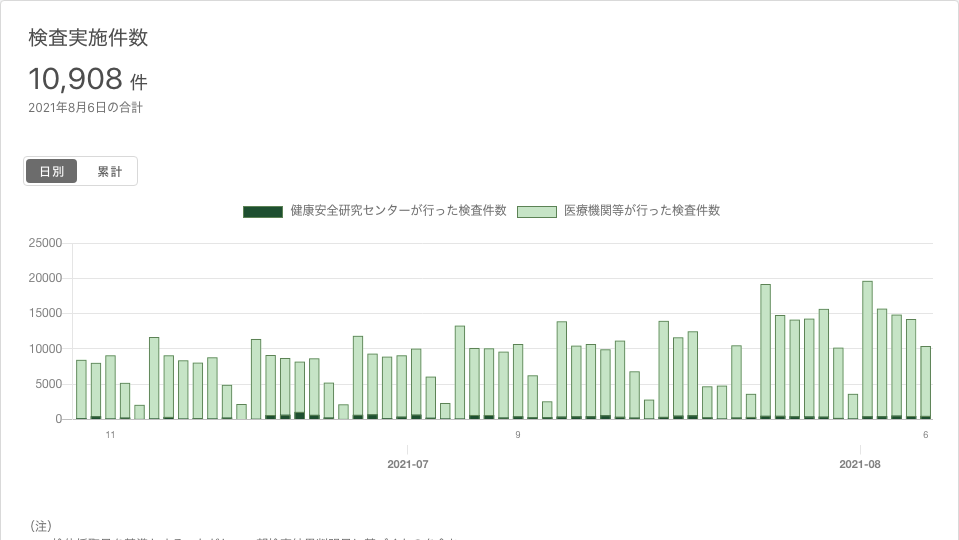 検査実施件数
10,908 件
2021年8月6日の合計
日別 累計
健康安全研究センターが行った検査件数 医療機関等が行った検査件数
25000
20000
15000
10000
5000
0
11 9 6
2021-07 2021-08
（注）